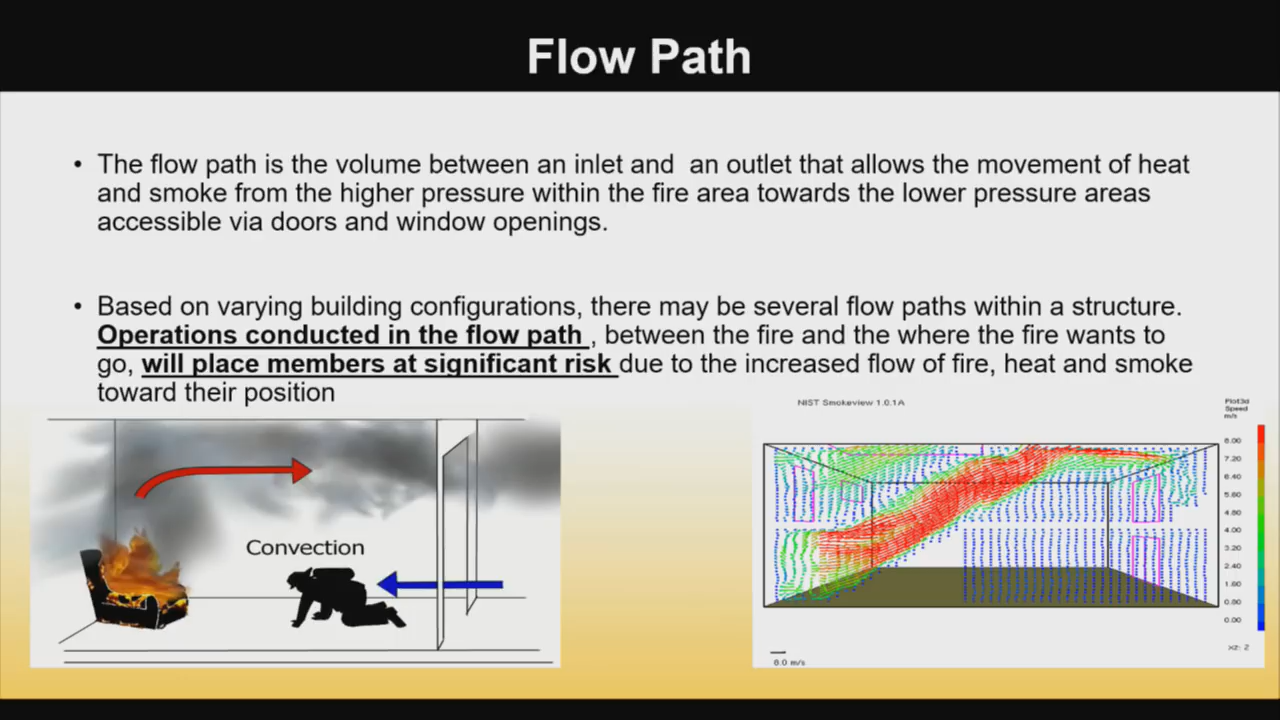 Flow Path
• The flow path is the volume between an inlet and  an outlet that allows the movement of heat
and smoke from the higher pressure within the fire area towards the lower pressure areas
accessible via doors and window openings.
• Based on varying building configurations, there may be several flow paths within a structure.
Operations conducted in the flow path , between the fire and the where the fire wants to
go, will place members at significant risk due to the increased flow of fire, heat and smoke
toward their position
Convection
NIST Smokeview 1.0.1A
Plot3d
Speed
m/s
8.00
7.20
6.40
5.60
4.80
4.00
3.20
2.40
1.60
0.80
0.00
XZ: 2
6.0 m/s